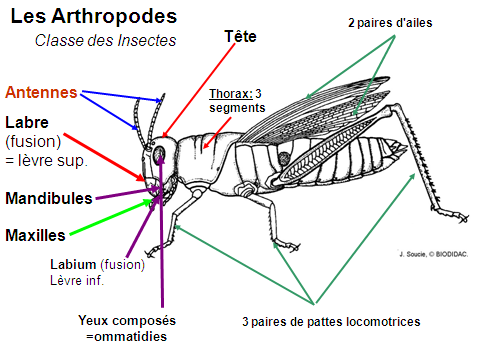 Les Arthropodes
Classe des Insectes
Tête
2 paires d'ailes
Antennes
Thorax: 3
segments
Labre
(fusion)
= lèvre sup.
Mandibules
Maxilles
Labium (fusion)
Lèvre inf.
J. Soucie, © BIODIDAC.
Yeux composés
=ommatidies
3 paires de pattes locomotrices